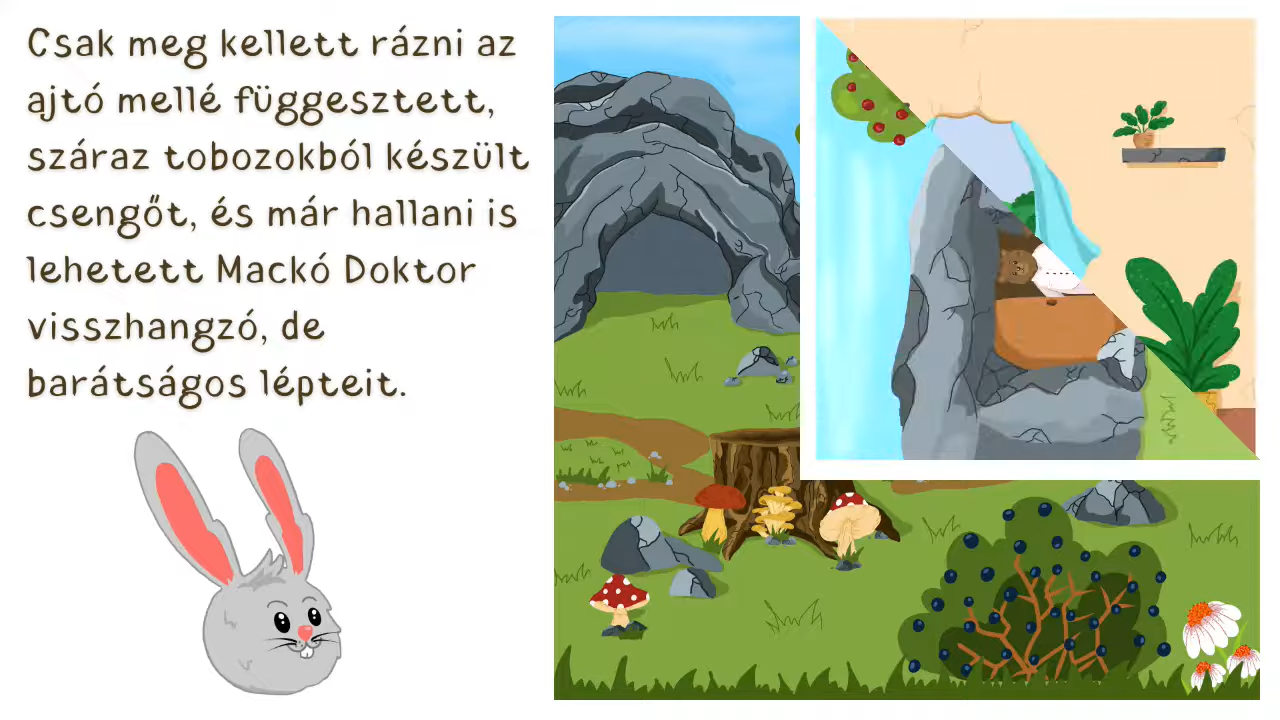 Csak meg kellett rázni az
ajtó mellé függesztett,
száraz tobozokból készült
csengőt, és már hallani is
lehetett Mackó Doktor
visszhangzó, de
barátságos lépteit.